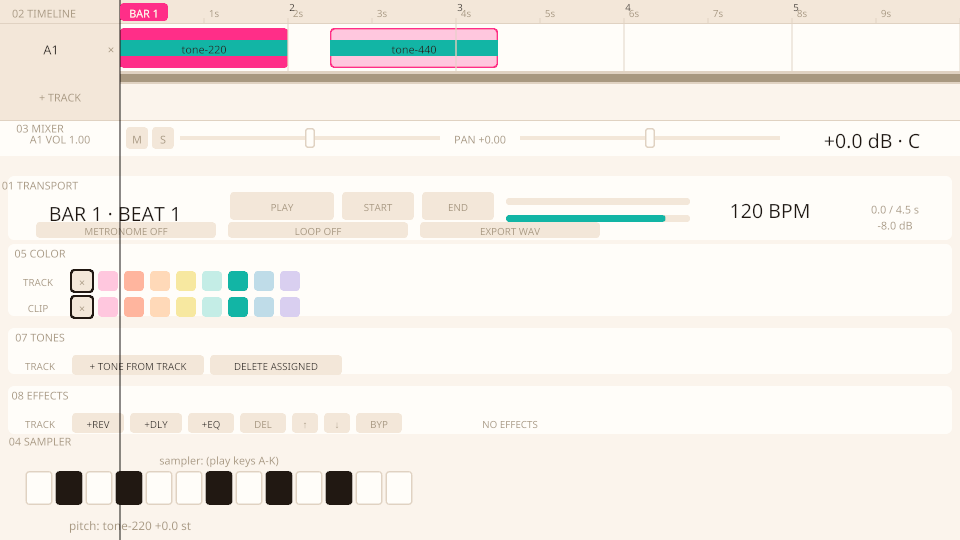 02 TIMELINE BAR 1 1s 2 2s 3s 3 4s 5s 4 6s 7s 5 8s 9s
A1 × tone-220 tone-440
+ TRACK
03 MIXER
A1 VOL 1.00 M S PAN +0.00 +0.0 dB · C
01 TRANSPORT
BAR 1 · BEAT 1 PLAY START END 120 BPM 0.0 / 4.5 s
METRONOME OFF LOOP OFF EXPORT WAV -8.0 dB
05 COLOR
TRACK ×
CLIP ×
07 TONES
TRACK + TONE FROM TRACK DELETE ASSIGNED
08 EFFECTS
TRACK +REV +DLY +EQ DEL ↑ ↓ BYP NO EFFECTS
04 SAMPLER
sampler: (play keys A-K)
pitch: tone-220 +0.0 st